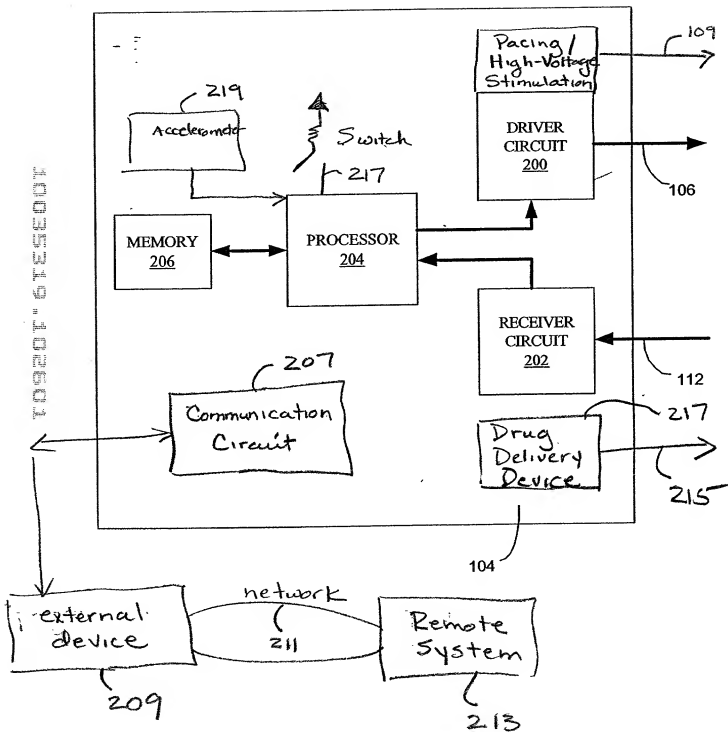 Pacing/
High-Voltage
Stimulation
109
219
Accelerometer
Switch
217
DRIVER
CIRCUIT
200
106
MEMORY
206
PROCESSOR
204
RECEIVER
CIRCUIT
202
112
10035319.102601
207
Communication
Circuit
217
Drug
Delivery
Device
215
104
external
device
209
network
211
Remote
System
213